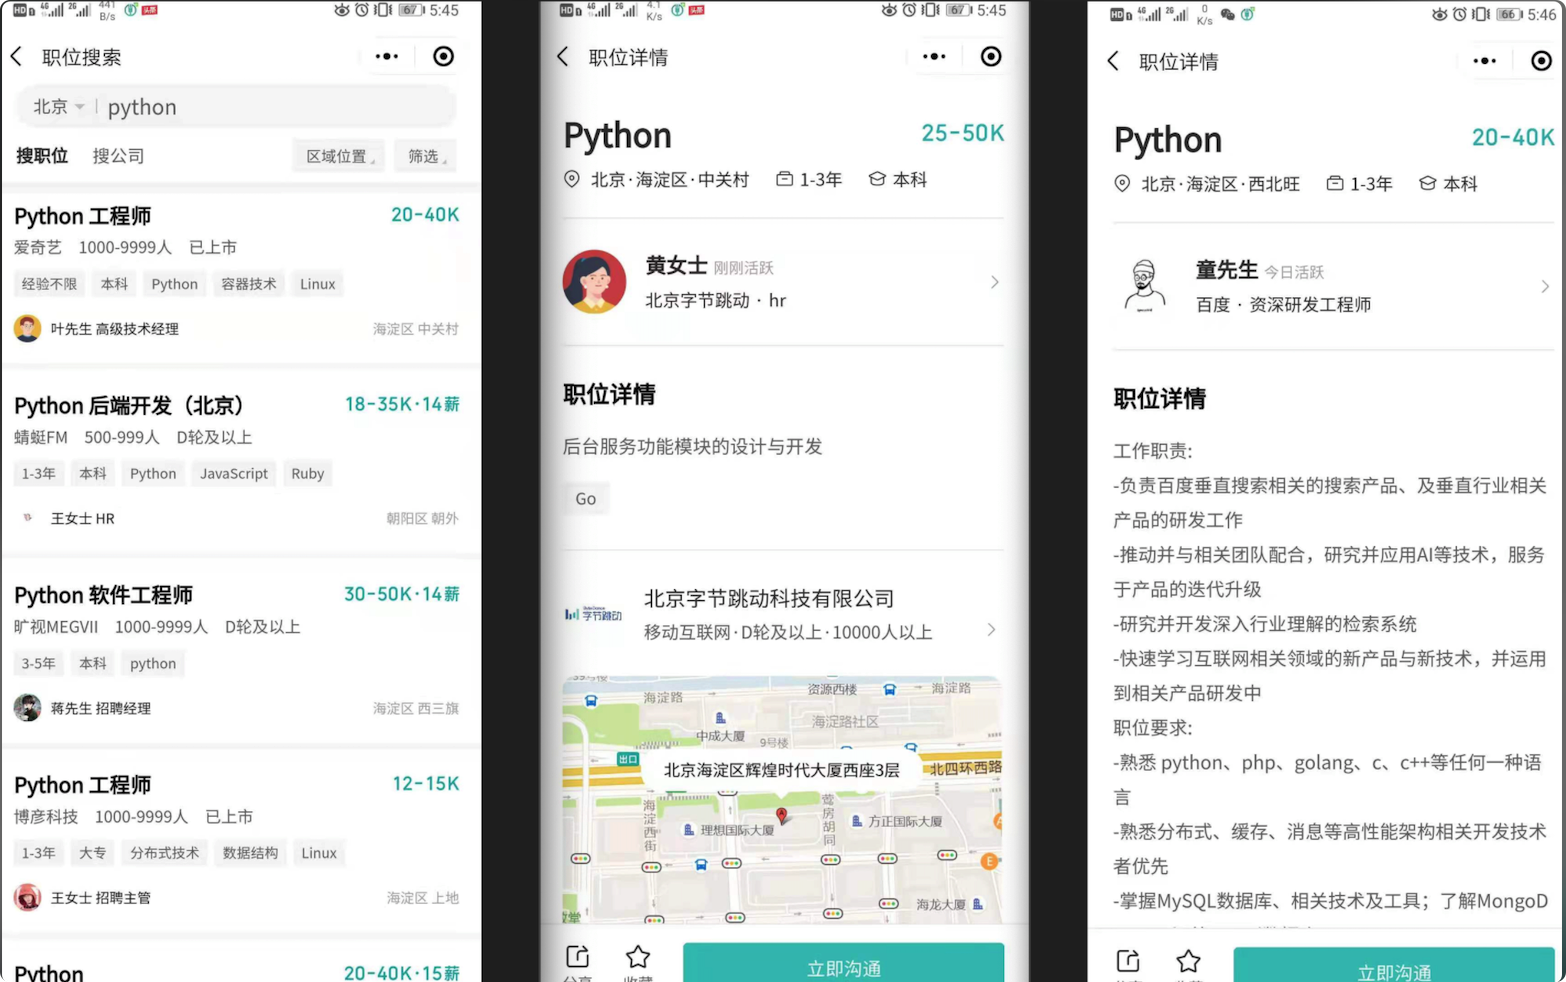 HD 4G 2G 441 B/s 头条 67 5:45
职位搜索
北京 python
搜职位 搜公司 区域位置 筛选
Python 工程师 20-40K
爱奇艺 1000-9999人 已上市
经验不限 本科 Python 容器技术 Linux
叶先生 高级技术经理 海淀区 中关村
Python 后端开发（北京） 18-35K·14薪
蜻蜓FM 500-999人 D轮及以上
1-3年 本科 Python JavaScript Ruby
王女士 HR 朝阳区 朝外
Python 软件工程师 30-50K·14薪
旷视MEGVII 1000-9999人 D轮及以上
3-5年 本科 python
蒋先生 招聘经理 海淀区 西三旗
Python 工程师 12-15K
博彦科技 1000-9999人 已上市
1-3年 大专 分布式技术 数据结构 Linux
王女士 招聘主管 海淀区 上地
Python 20-40K·15薪
HD 4G 2G 4.1 K/s 头条 67 5:45
职位详情
Python 25-50K
北京·海淀区·中关村 1-3年 本科
黄女士 刚刚活跃
北京字节跳动 · hr
职位详情
后台服务功能模块的设计与开发
Go
字节跳动
北京字节跳动科技有限公司
移动互联网·D轮及以上·10000人以上
海淀路 资源西楼 海淀路
中成大厦 海淀路社区
9号楼
出口
北京海淀区辉煌时代大厦西座3层 北四环西路
海淀西街 理想国际大厦 莺房胡同 方正国际大厦
E
海龙大厦
立即沟通
HD 4G 2G 0 K/s 66 5:46
职位详情
Python 20-40K
北京·海淀区·西北旺 1-3年 本科
童先生 今日活跃
百度 · 资深研发工程师
职位详情
工作职责:
-负责百度垂直搜索相关的搜索产品、及垂直行业相关
产品的研发工作
-推动并与相关团队配合，研究并应用AI等技术，服务
于产品的迭代升级
-研究并开发深入行业理解的检索系统
-快速学习互联网相关领域的新产品与新技术，并运用
到相关产品研发中
职位要求:
-熟悉 python、php、golang、c、c++等任何一种语
言
-熟悉分布式、缓存、消息等高性能架构相关开发技术
者优先
-掌握MySQL数据库、相关技术及工具；了解MongoD
立即沟通